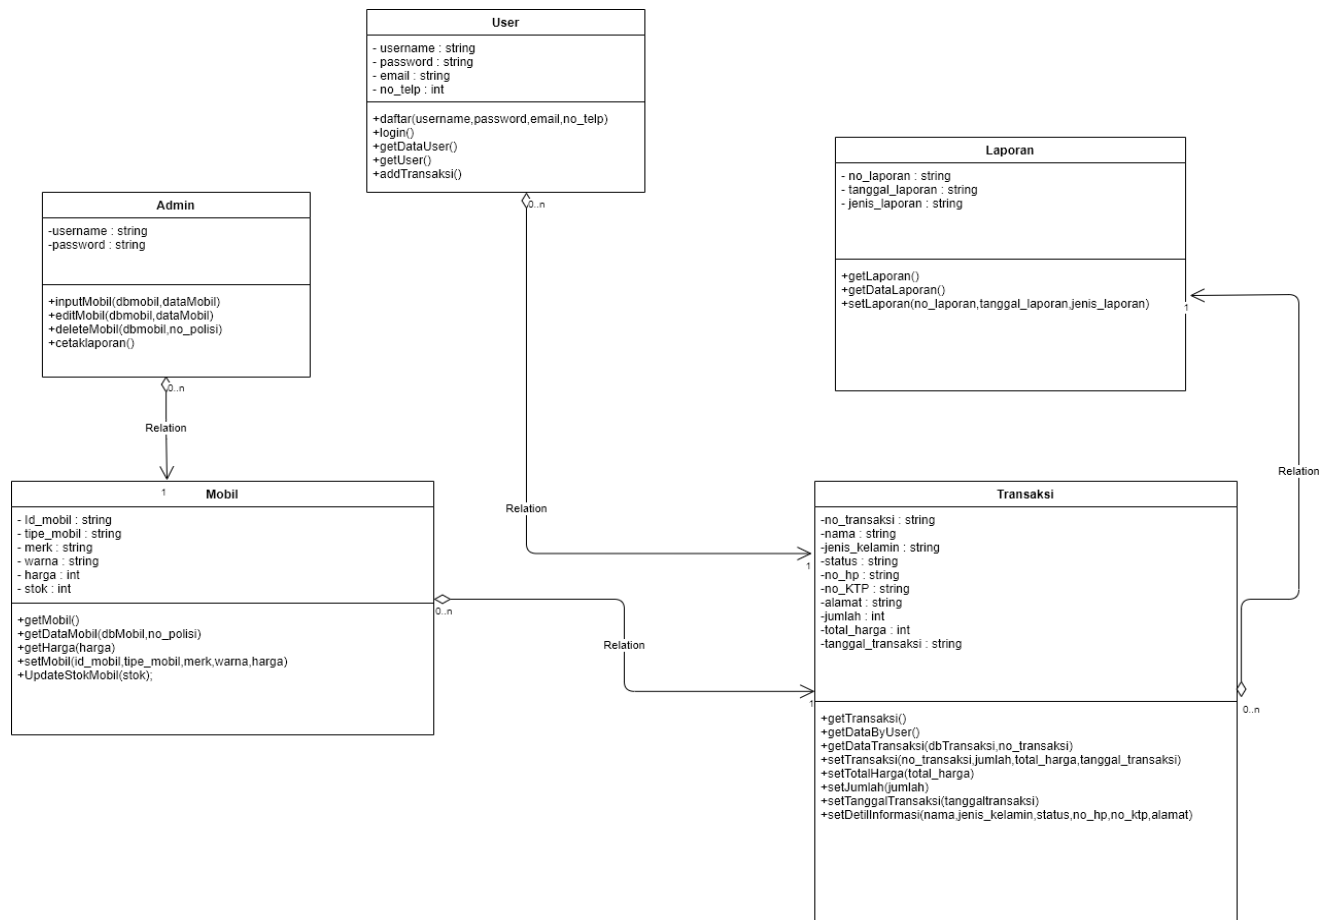 User
- username : string
- password : string
- email : string
- no_telp : int
+daftar(username,password,email,no_telp)
+login()
+getDataUser()
+getUser()
+addTransaksi()
0..n
Laporan
- no_laporan : string
- tanggal_laporan : string
- jenis_laporan : string
+getLaporan()
+getDataLaporan()
+setLaporan(no_laporan,tanggal_laporan,jenis_laporan)
1
Admin
-username : string
-password : string
+inputMobil(dbmobil,dataMobil)
+editMobil(dbmobil,dataMobil)
+deleteMobil(dbmobil,no_polisi)
+cetaklaporan()
0..n
Relation
1
Mobil
- Id_mobil : string
- tipe_mobil : string
- merk : string
- warna : string
- harga : int
- stok : int
+getMobil()
+getDataMobil(dbMobil,no_polisi)
+getHarga(harga)
+setMobil(id_mobil,tipe_mobil,merk,warna,harga)
+UpdateStokMobil(stok);
0..n
Relation
1
Relation
1
Relation
Transaksi
-no_transaksi : string
-nama : string
-jenis_kelamin : string
-status : string
-no_hp : string
-no_KTP : string
-alamat : string
-jumlah : int
-total_harga : int
-tanggal_transaksi : string
0..n
+getTransaksi()
+getDataByUser()
+getDataTransaksi(dbTransaksi,no_transaksi)
+setTransaksi(no_transaksi,jumlah,total_harga,tanggal_transaksi)
+setTotalHarga(total_harga)
+setJumlah(jumlah)
+setTanggalTransaksi(tanggaltransaksi)
+setDetilInformasi(nama,jenis_kelamin,status,no_hp,no_ktp,alamat)